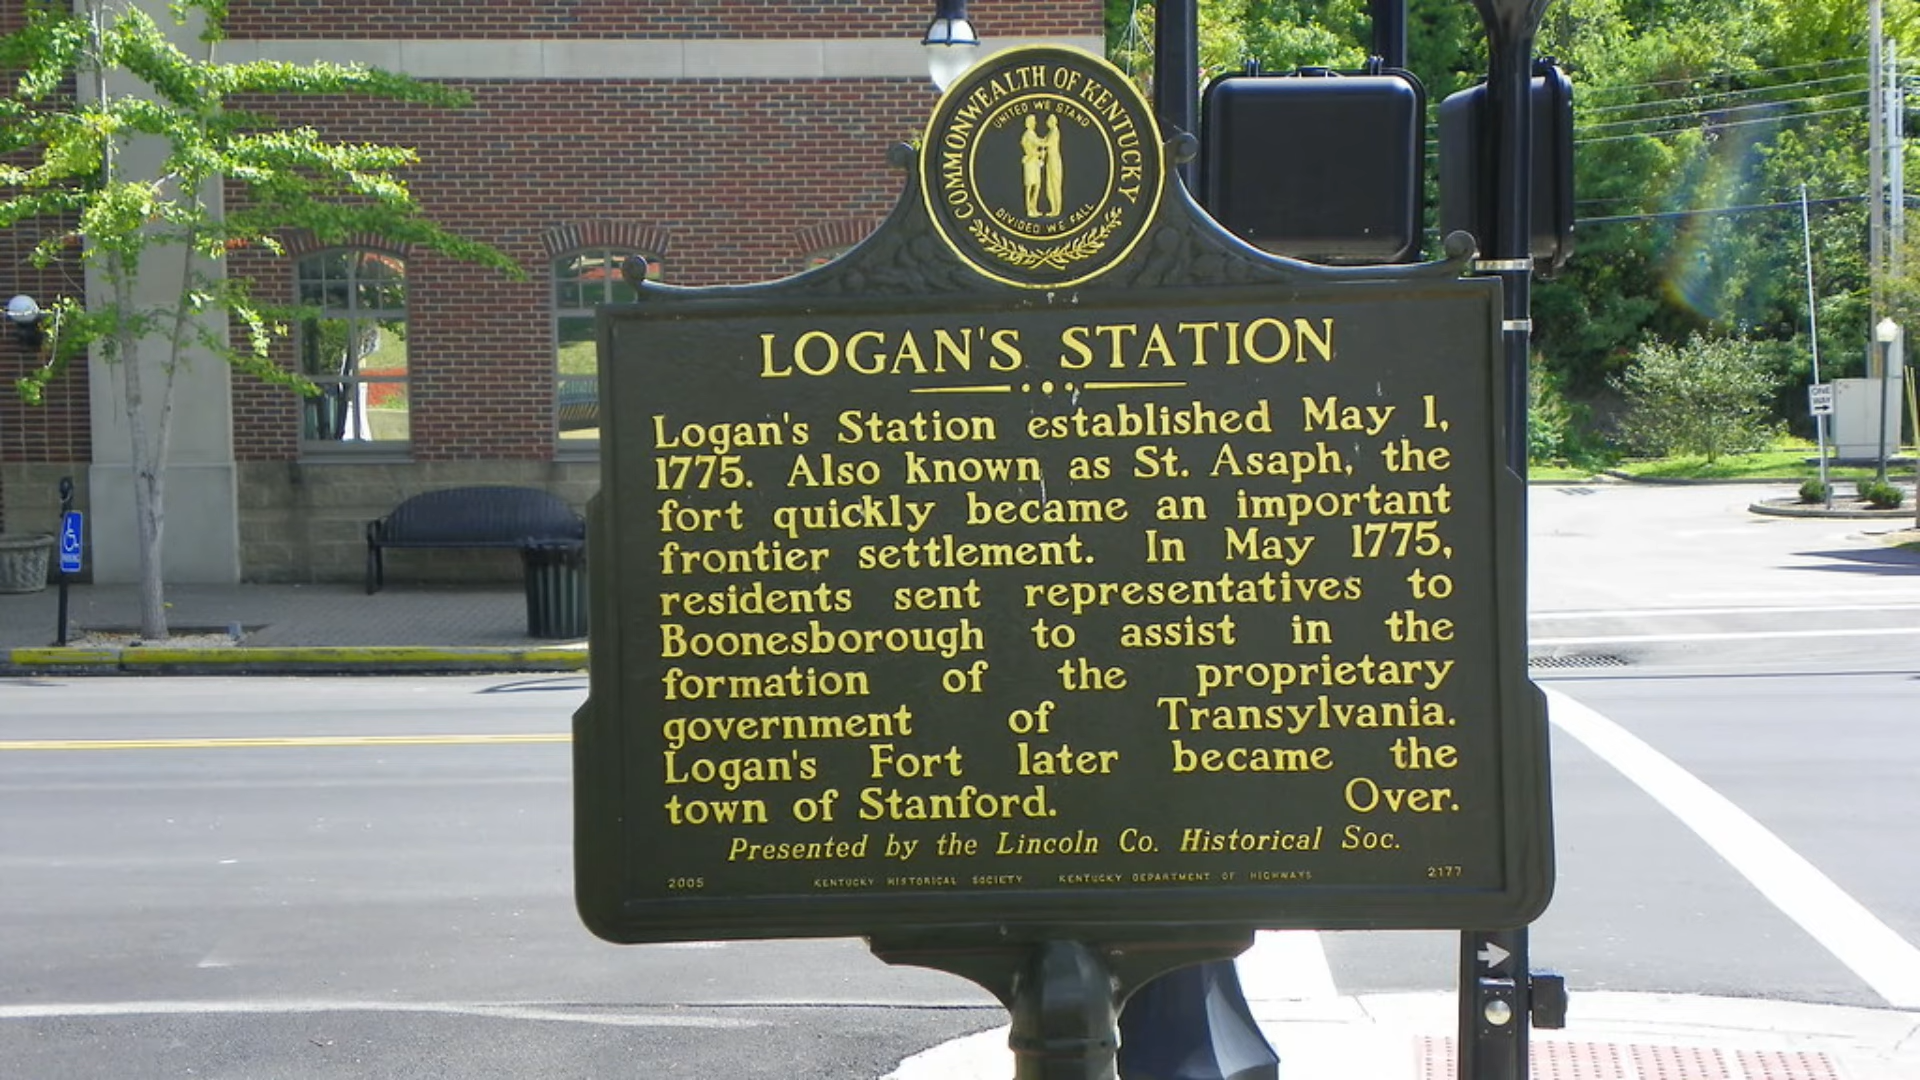 COMMONWEALTH OF KENTUCKY
UNITED WE STAND
DIVIDED WE FALL
LOGAN'S STATION
Logan's Station established May 1,
1775. Also known as St. Asaph, the
fort quickly became an important
frontier settlement. In May 1775,
residents sent representatives to
Boonesborough to assist in the
formation of the proprietary
government of Transylvania.
Logan's Fort later became the
town of Stanford. Over.
Presented by the Lincoln Co. Historical Soc.
2005 KENTUCKY HISTORICAL SOCIETY KENTUCKY DEPARTMENT OF HIGHWAYS 2177
ONE
WAY
PARKING